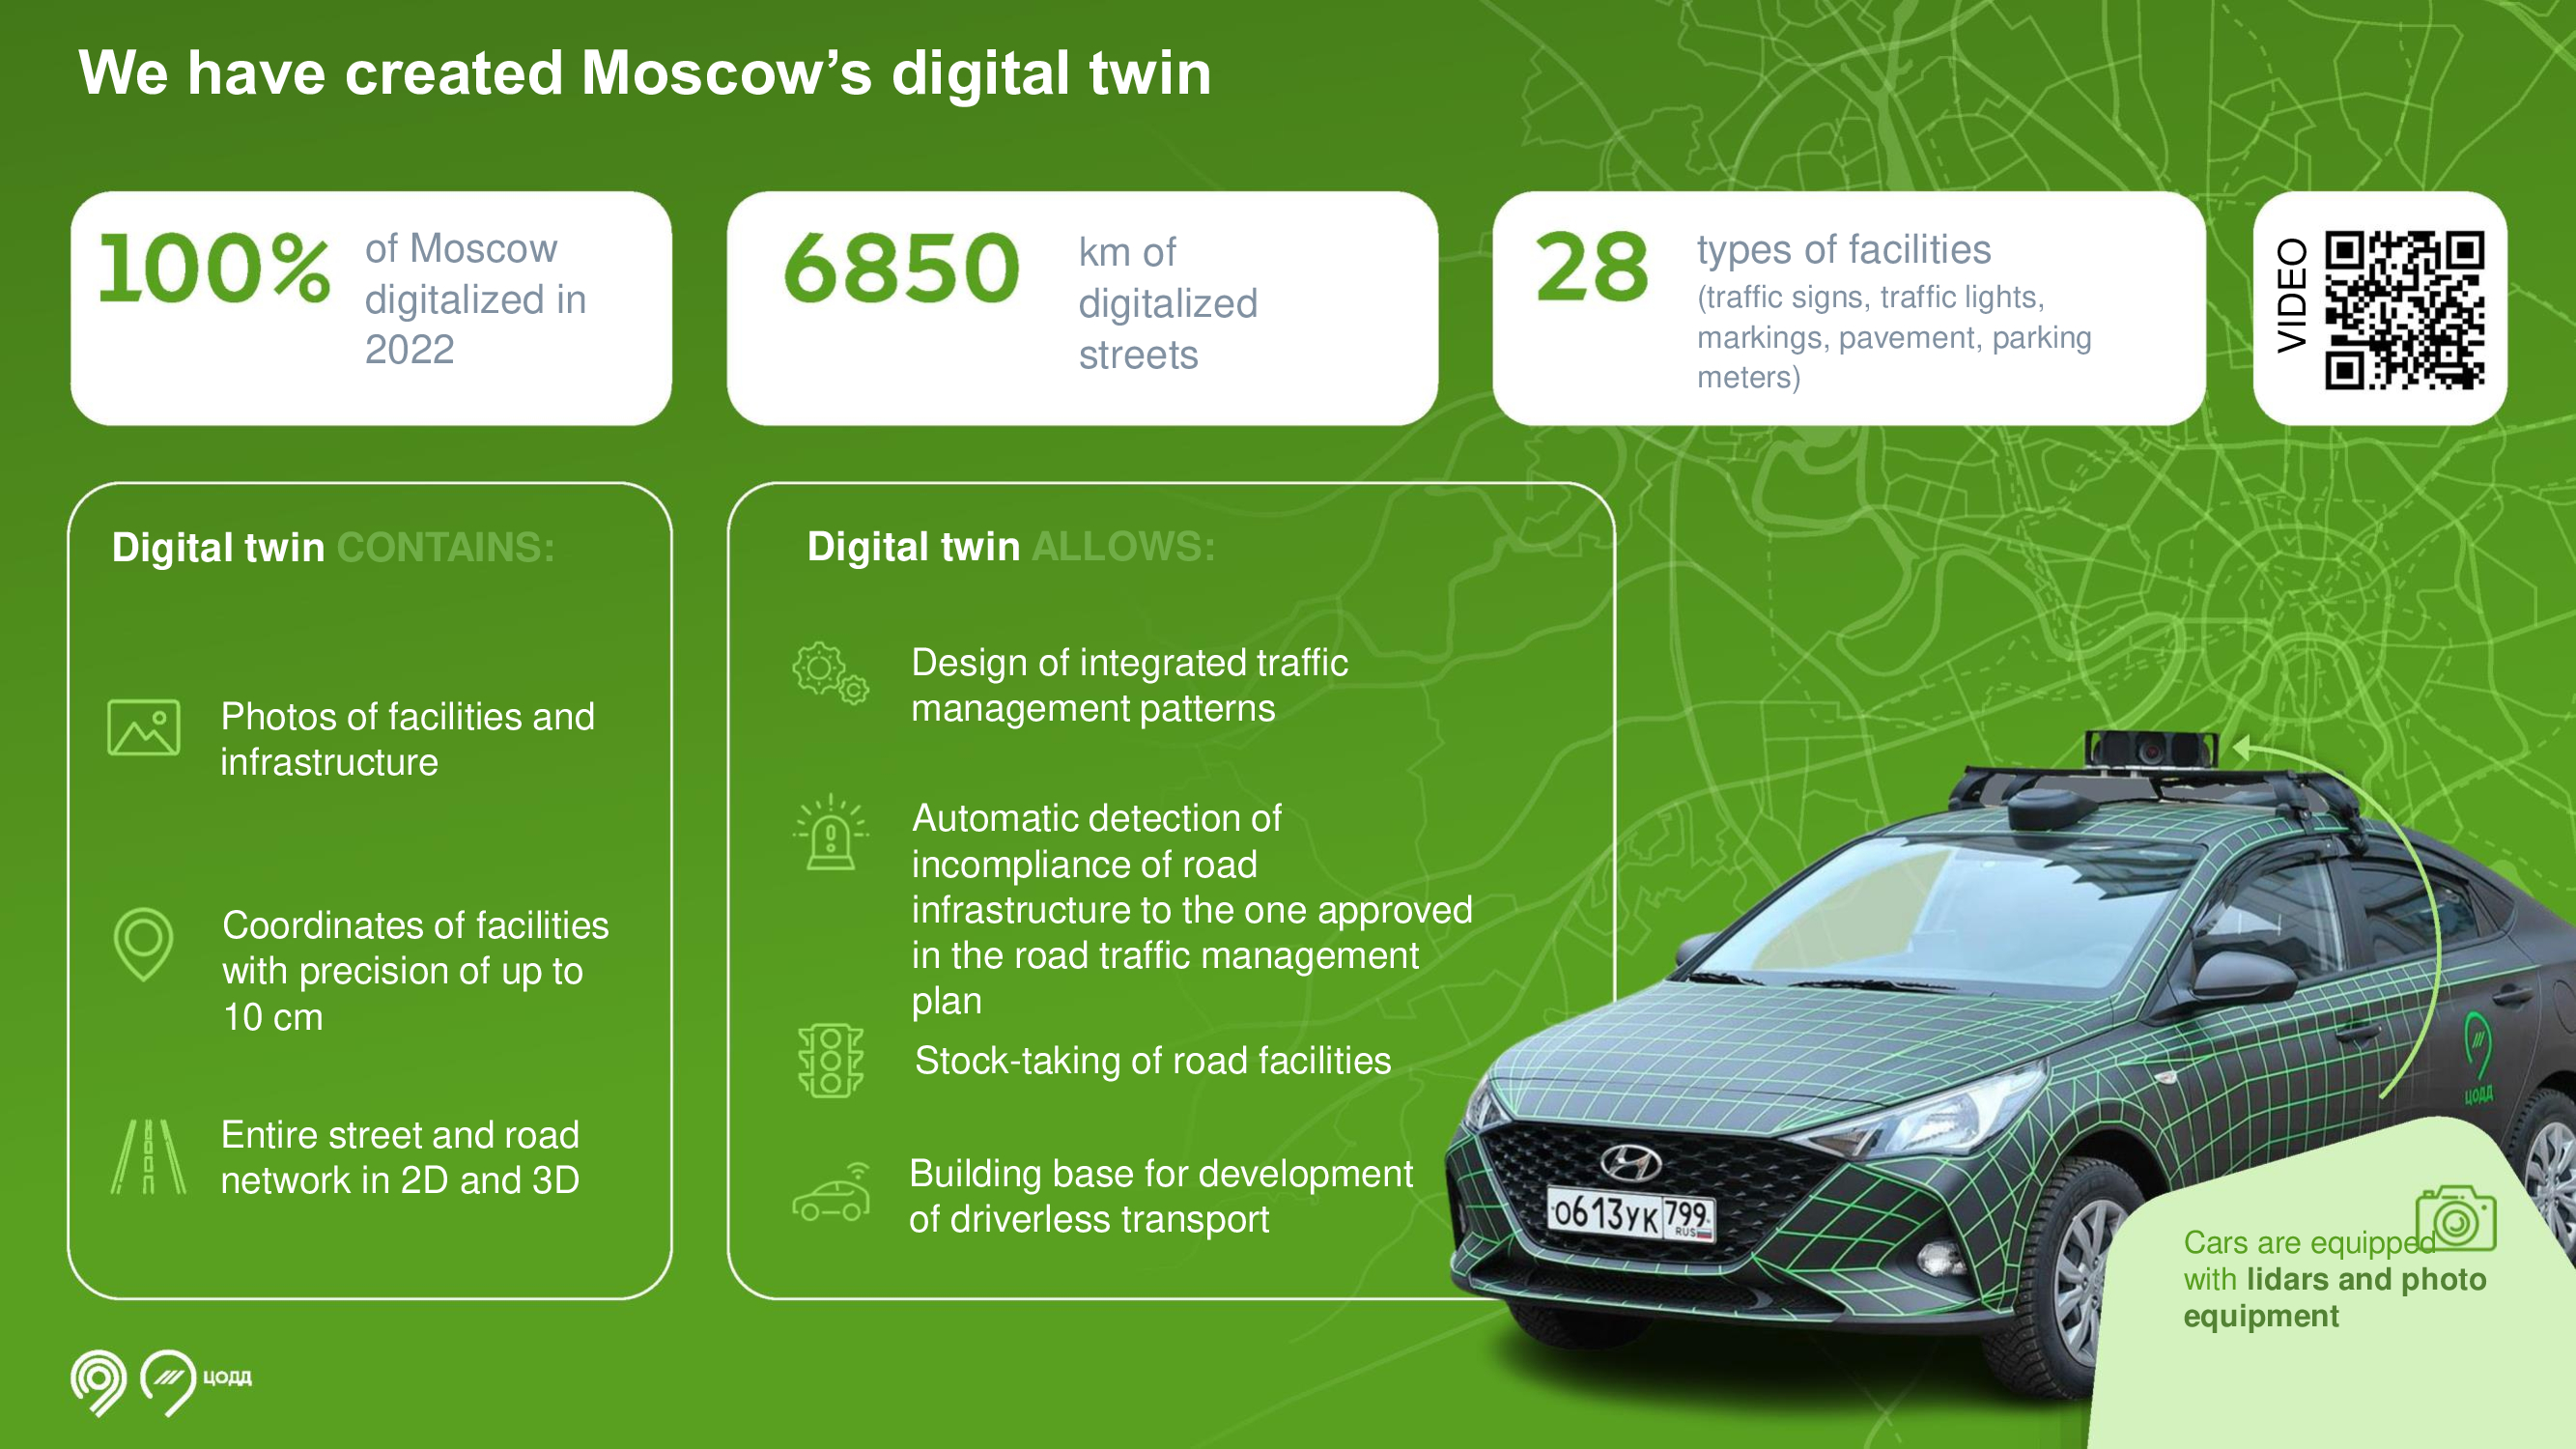 We have created Moscow’s digital twin
100%
of Moscow
digitalized in
2022
6850
km of
digitalized
streets
28
types of facilities
(traffic signs, traffic lights,
markings, pavement, parking
meters)
VIDEO
Digital twin CONTAINS:
Photos of facilities and
infrastructure
Coordinates of facilities
with precision of up to
10 cm
Entire street and road
network in 2D and 3D
Digital twin ALLOWS:
Design of integrated traffic
management patterns
Automatic detection of
incompliance of road
infrastructure to the one approved
in the road traffic management
plan
Stock-taking of road facilities
Building base for development
of driverless transport
цодд
о613ук 799
RUS
Cars are equipped
with lidars and photo
equipment
цодд